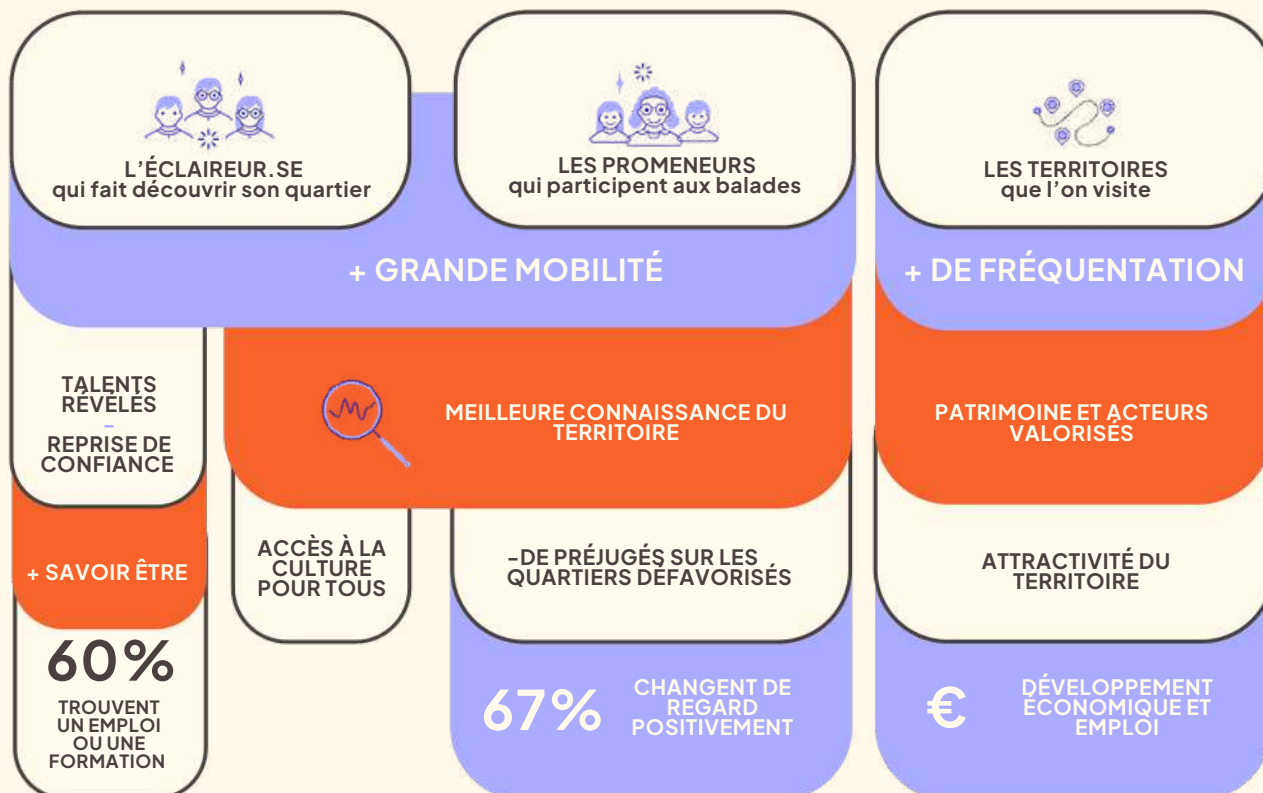 L'ÉCLAIREUR.SE
qui fait découvrir son quartier
LES PROMENEURS
qui participent aux balades
LES TERRITOIRES
que l'on visite
+ GRANDE MOBILITÉ
+ DE FRÉQUENTATION
TALENTS
RÉVÉLÉS
-
REPRISE DE
CONFIANCE
MEILLEURE CONNAISSANCE DU
TERRITOIRE
PATRIMOINE ET ACTEURS
VALORISÉS
+ SAVOIR ÊTRE
ACCÈS À LA
CULTURE
POUR TOUS
-DE PRÉJUGÉS SUR LES
QUARTIERS DÉFAVORISÉS
ATTRACTIVITÉ DU
TERRITOIRE
60%
TROUVENT
UN EMPLOI
OU UNE
FORMATION
67%
CHANGENT DE
REGARD
POSITIVEMENT
€
DÉVELOPPEMENT
ÉCONOMIQUE ET
EMPLOI